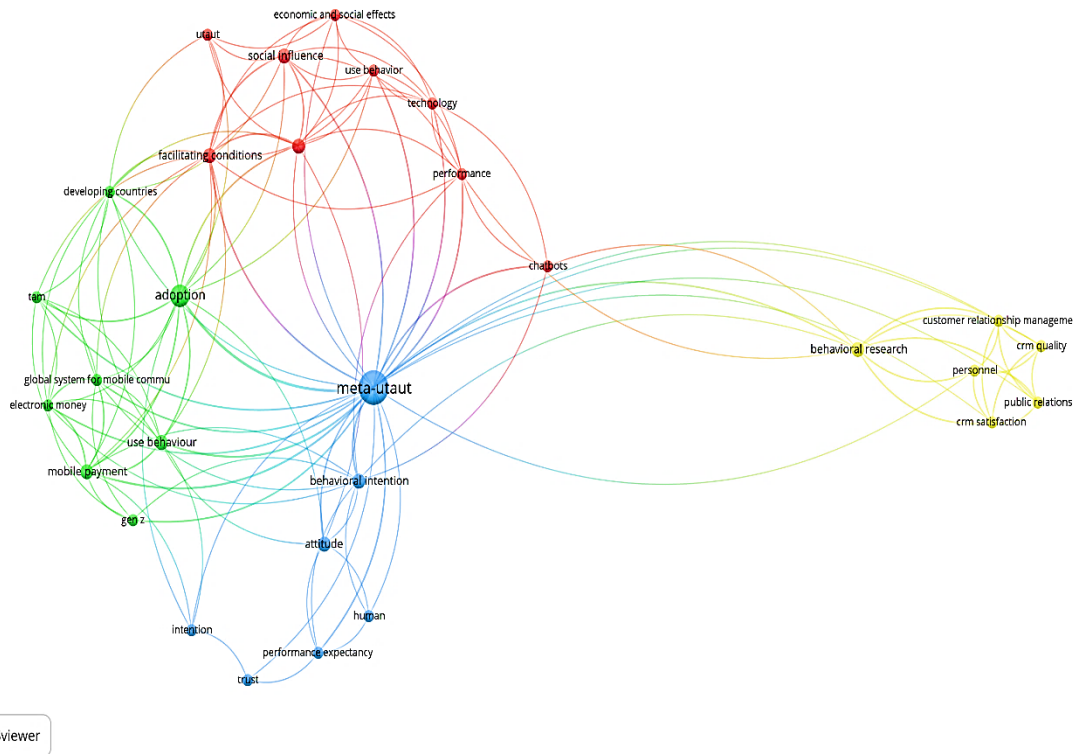 economic and social effects
utaut
social influence
use behavior
technology
facilitating conditions
performance
developing countries
chatbots
tam
adoption
customer relationship manageme
crm quality
behavioral research
personnel
global system for mobile commu
meta-utaut
electronic money
public relations
crm satisfaction
use behaviour
mobile payment
behavioral intention
gen z
attitude
human
intention
performance expectancy
trust
viewer